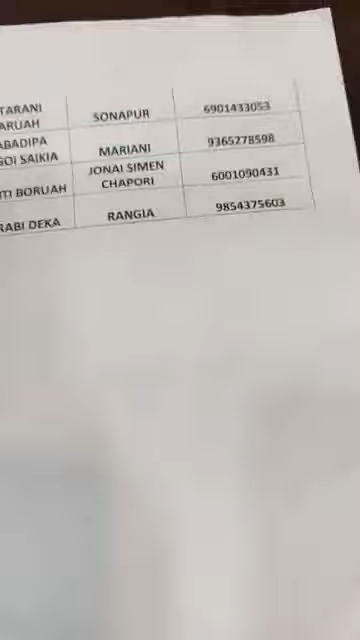 TARANI
ARUAH SONAPUR 6901433053
ABADIPA
GOI SAIKIA MARIANI 9365278598
TI BORUAH JONAI SIMEN
CHAPORI 6001090431
RABI DEKA RANGIA 9854375603